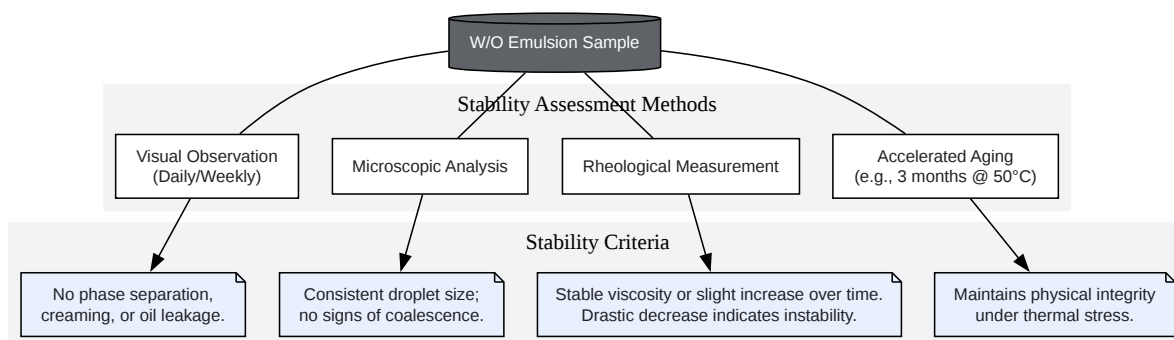 W/O Emulsion Sample
Stability Assessment Methods
Visual Observation
(Daily/Weekly)
Microscopic Analysis
Rheological Measurement
Accelerated Aging
(e.g., 3 months @ 50°C)
Stability Criteria
No phase separation,
creaming, or oil leakage.
Consistent droplet size;
no signs of coalescence.
Stable viscosity or slight increase over time.
Drastic decrease indicates instability.
Maintains physical integrity
under thermal stress.